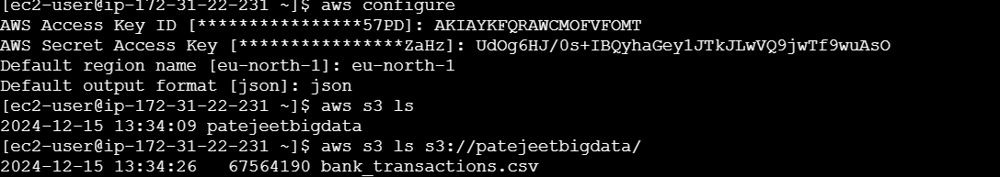 [ec2-user@ip-172-31-22-231 ~]$ aws configure
AWS Access Key ID [****************57PD]: AKIAYKFQRAWCMOFVFOMT
AWS Secret Access Key [****************ZaHz]: 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
Default region name [eu-north-1]: eu-north-1
Default output format [json]: json
[ec2-user@ip-172-31-22-231 ~]$ aws s3 ls
2024-12-15 13:34:09 patejeetbigdata
[ec2-user@ip-172-31-22-231 ~]$ aws s3 ls s3://patejeetbigdata/
2024-12-15 13:34:26   67564190 bank_transactions.csv